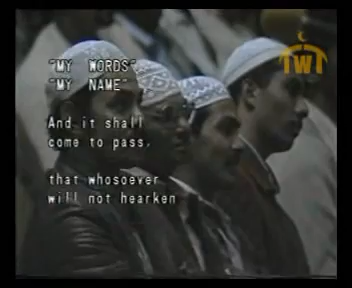 "MY WORDS"
"MY NAME"
And it shall
come to pass,
that whosoever
will not hearken
IWT